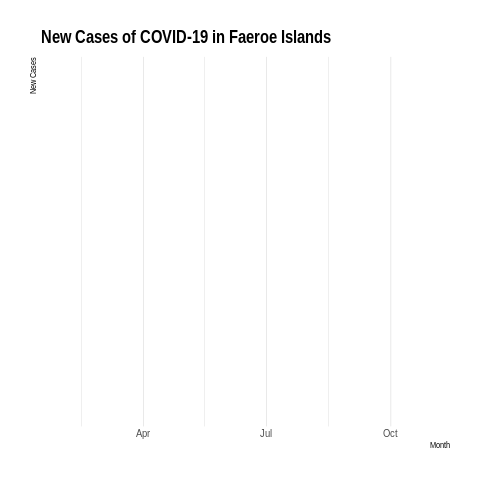 New Cases of COVID-19 in Faeroe Islands
New Cases
Apr Jul Oct
Month